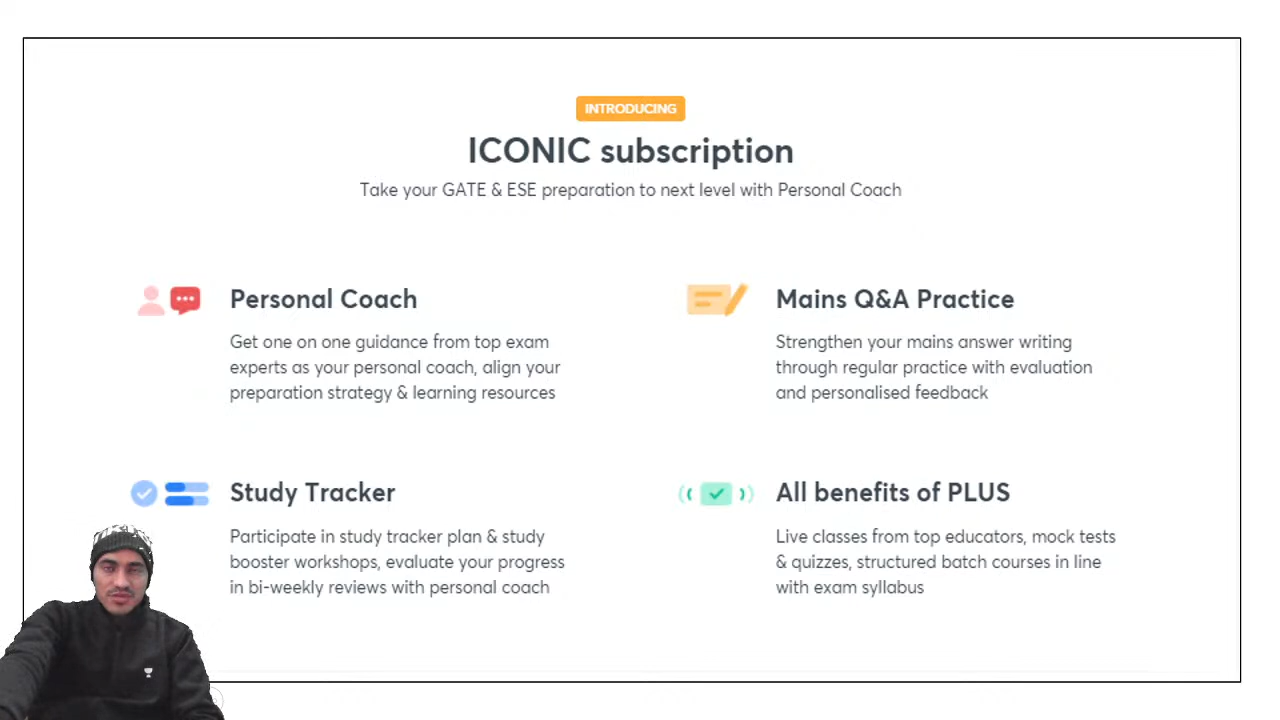 INTRODUCING
ICONIC subscription
Take your GATE & ESE preparation to next level with Personal Coach
Personal Coach
Get one on one guidance from top exam
experts as your personal coach, align your
preparation strategy & learning resources
Mains Q&A Practice
Strengthen your mains answer writing
through regular practice with evaluation
and personalised feedback
Study Tracker
Participate in study tracker plan & study
booster workshops, evaluate your progress
in bi-weekly reviews with personal coach
All benefits of PLUS
Live classes from top educators, mock tests
& quizzes, structured batch courses in line
with exam syllabus